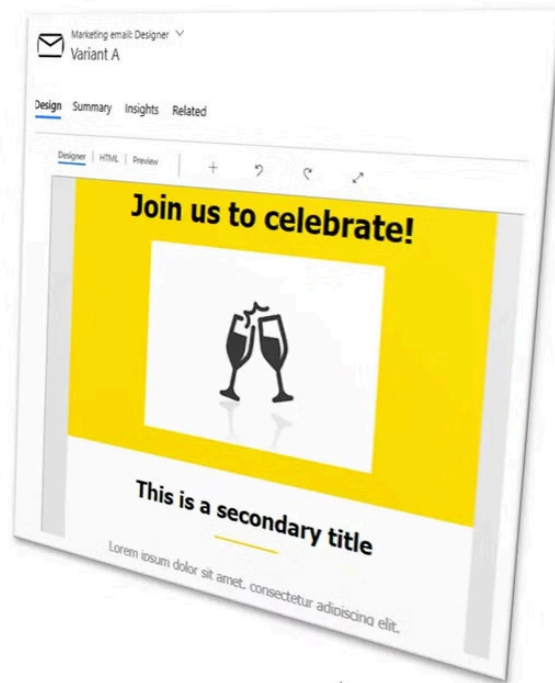 Marketing email: Designer
Variant A
Design Summary Insights Related
Designer | HTML | Preview
Join us to celebrate!
This is a secondary title
Lorem ipsum dolor sit amet, consectetur adipiscing elit.